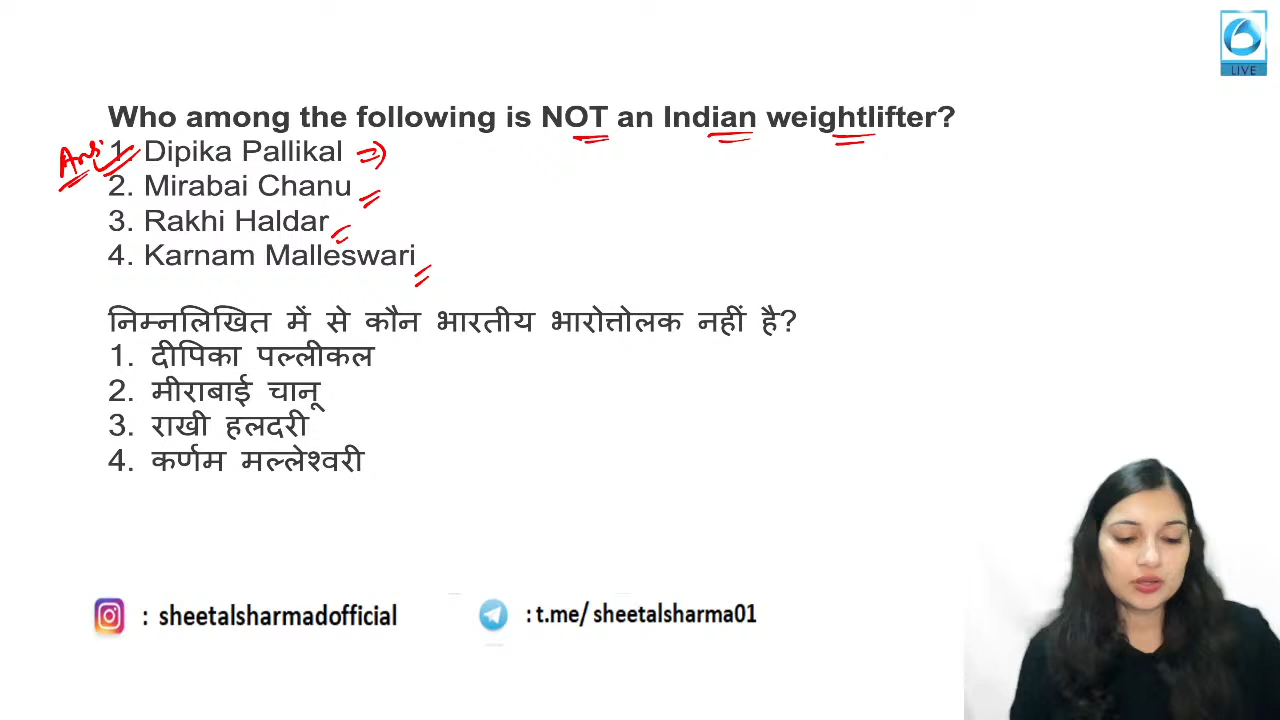 LIVE
Who among the following is NOT an Indian weightlifter?
Ans: 1. Dipika Pallikal
2. Mirabai Chanu
3. Rakhi Haldar
4. Karnam Malleswari
निम्नलिखित में से कौन भारतीय भारोत्तोलक नहीं है?
1. दीपिका पल्लीकल
2. मीराबाई चानू
3. राखी हलदरी
4. कर्णम मल्लेश्वरी
: sheetalsharmadofficial
: t.me/ sheetalsharma01